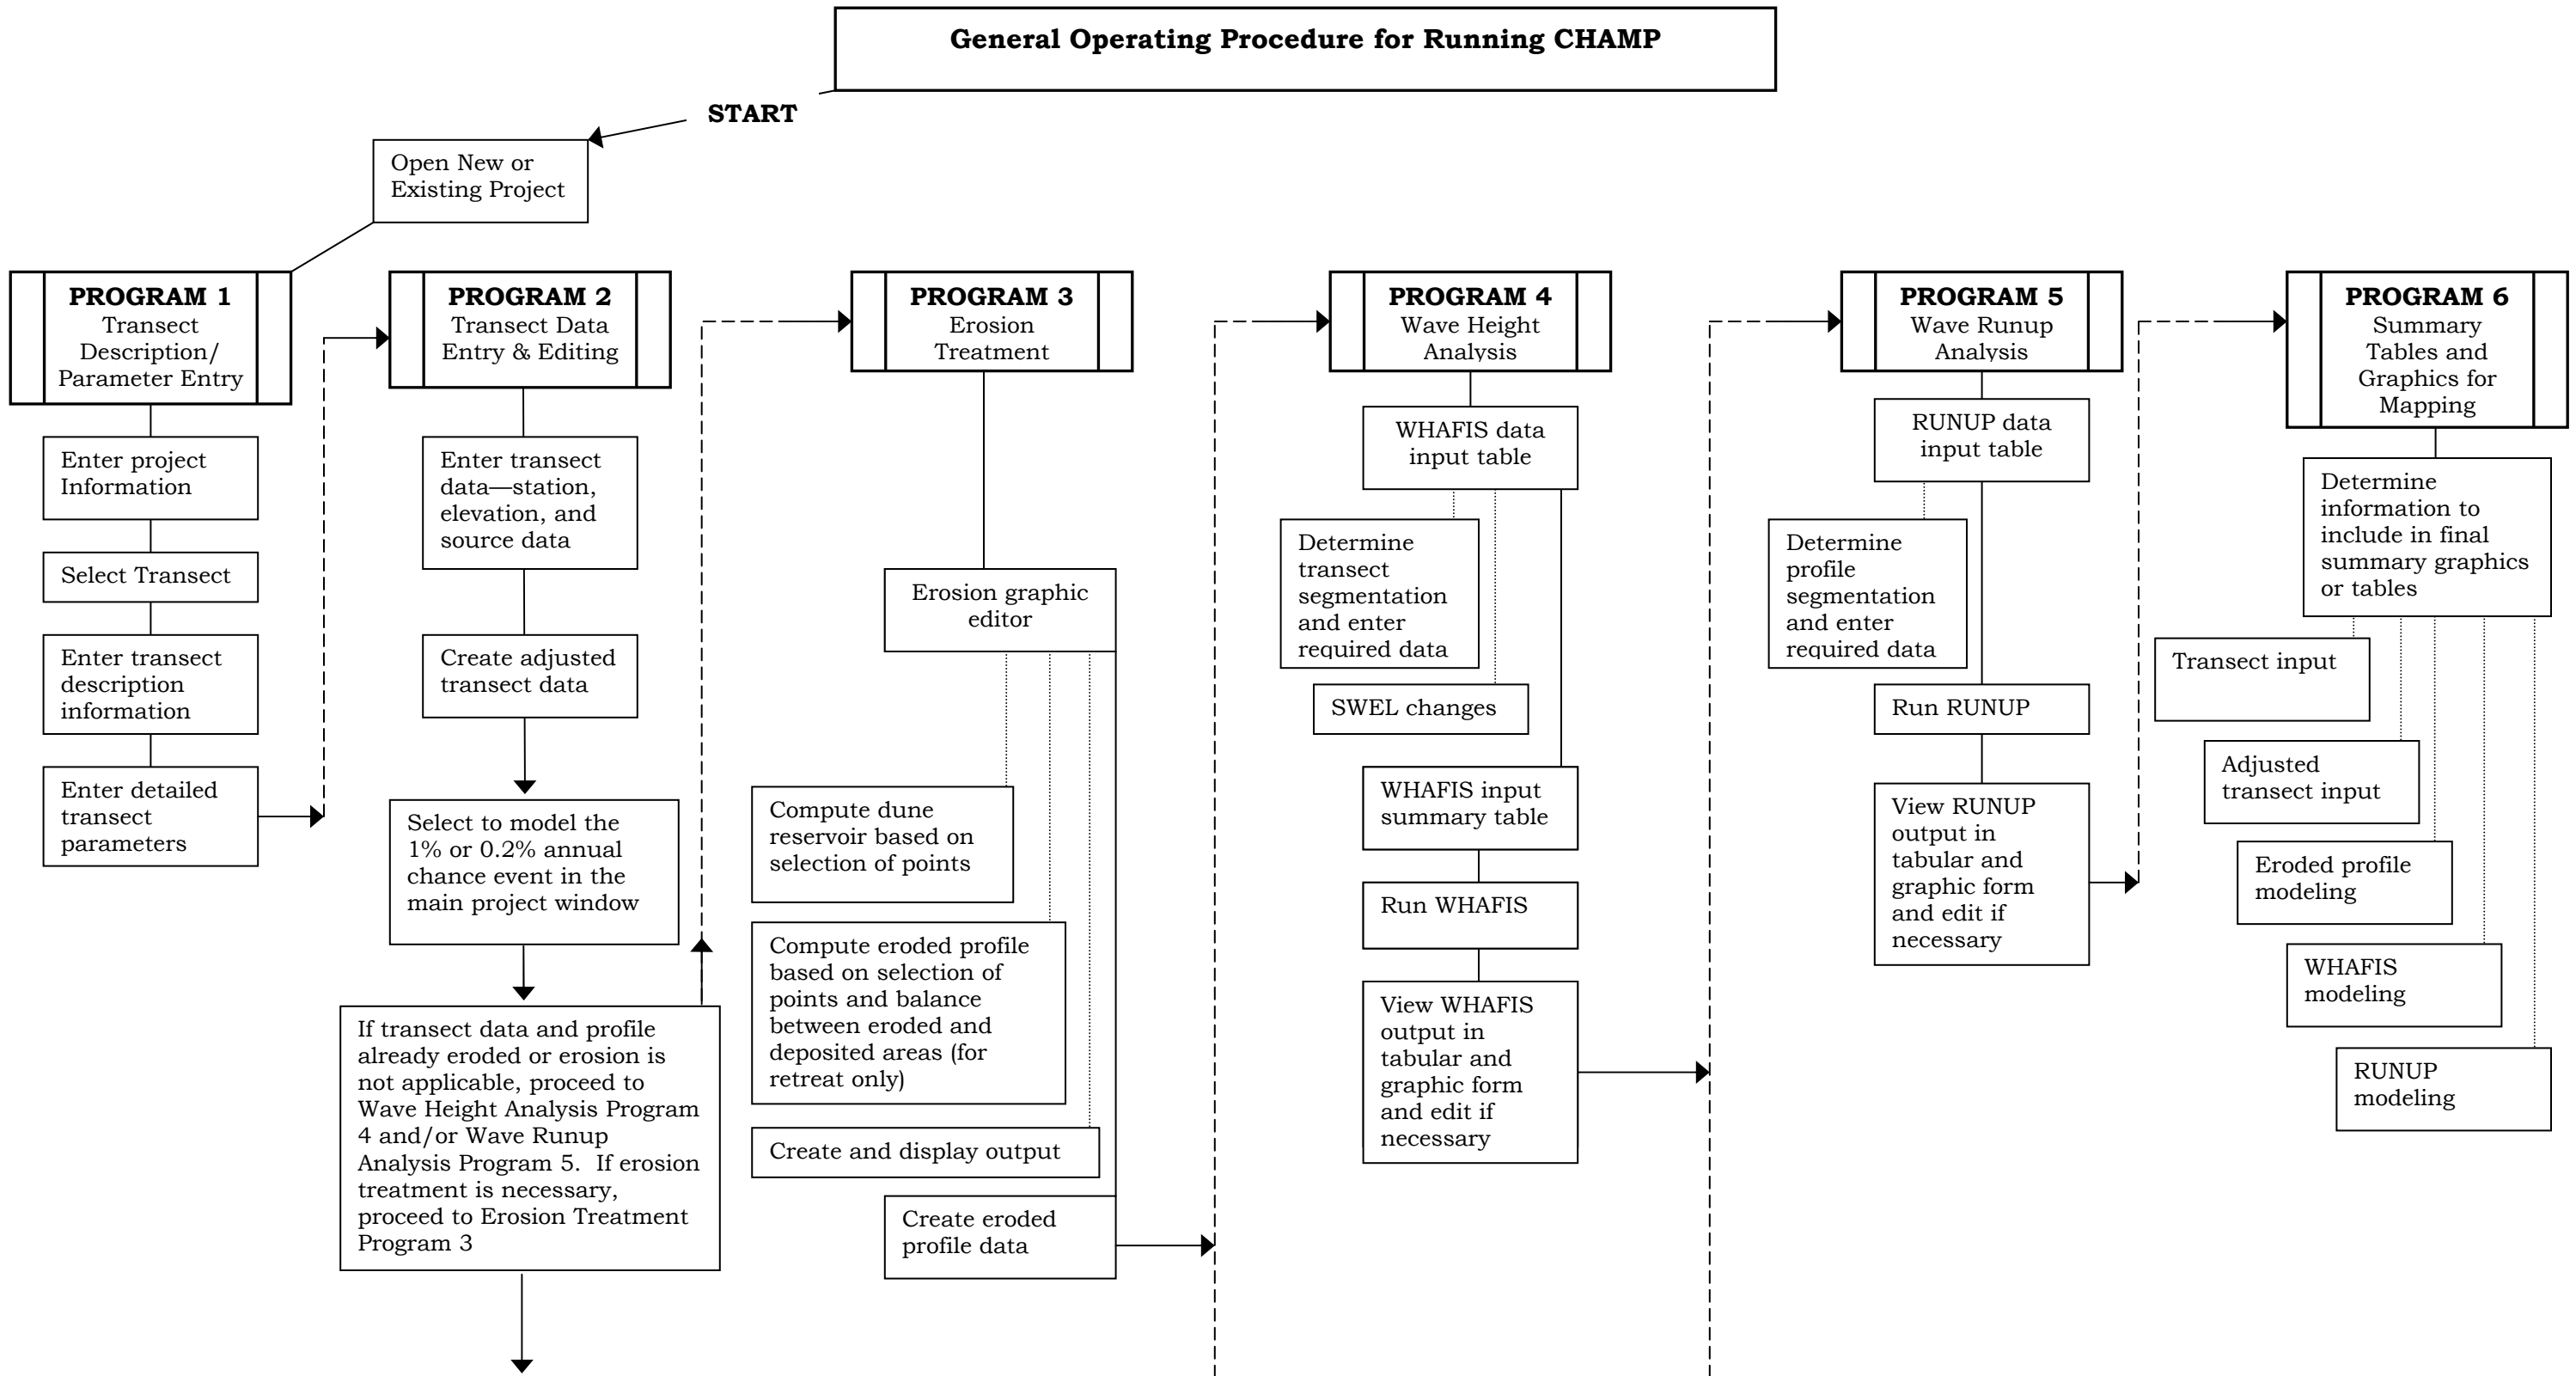 General Operating Procedure for Running CHAMP
START
Open New or
Existing Project
PROGRAM 1
Transect
Description/
Parameter Entry
Enter project
Information
Select Transect
Enter transect
description
information
Enter detailed
transect
parameters
PROGRAM 2
Transect Data
Entry & Editing
Enter transect
data—station,
elevation, and
source data
Create adjusted
transect data
Select to model the
1% or 0.2% annual
chance event in the
main project window
If transect data and profile
already eroded or erosion is
not applicable, proceed to
Wave Height Analysis Program
4 and/or Wave Runup
Analysis Program 5.  If erosion
treatment is necessary,
proceed to Erosion Treatment
Program 3
PROGRAM 3
Erosion
Treatment
Erosion graphic
editor
Compute dune
reservoir based on
selection of points
Compute eroded profile
based on selection of
points and balance
between eroded and
deposited areas (for
retreat only)
Create and display output
Create eroded
profile data
PROGRAM 4
Wave Height
Analysis
WHAFIS data
input table
Determine
transect
segmentation
and enter
required data
SWEL changes
WHAFIS input
summary table
Run WHAFIS
View WHAFIS
output in
tabular and
graphic form
and edit if
necessary
PROGRAM 5
Wave Runup
Analysis
RUNUP data
input table
Determine
profile
segmentation
and enter
required data
Run RUNUP
View RUNUP
output in
tabular and
graphic form
and edit if
necessary
PROGRAM 6
Summary
Tables and
Graphics for
Mapping
Determine
information to
include in final
summary graphics
or tables
Transect input
Adjusted
transect input
Eroded profile
modeling
WHAFIS
modeling
RUNUP
modeling